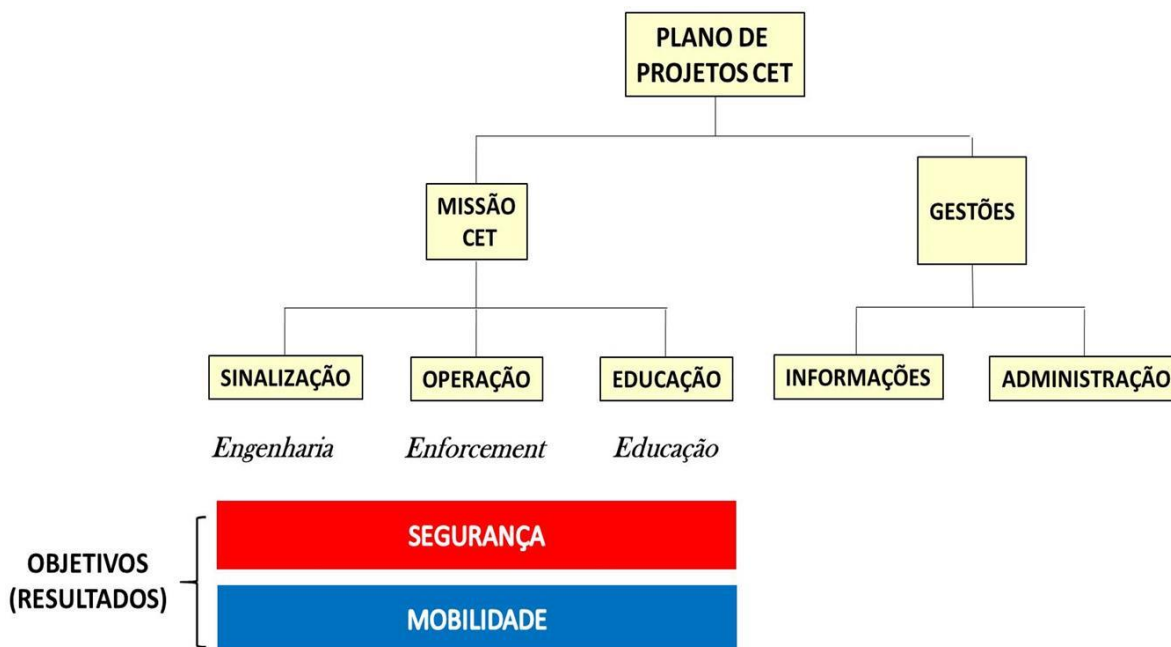 PLANO DE
PROJETOS CET
MISSÃO
CET
GESTÕES
SINALIZAÇÃO
OPERAÇÃO
EDUCAÇÃO
INFORMAÇÕES
ADMINISTRAÇÃO
Engenharia
Enforcement
Educação
OBJETIVOS
(RESULTADOS)
SEGURANÇA
MOBILIDADE